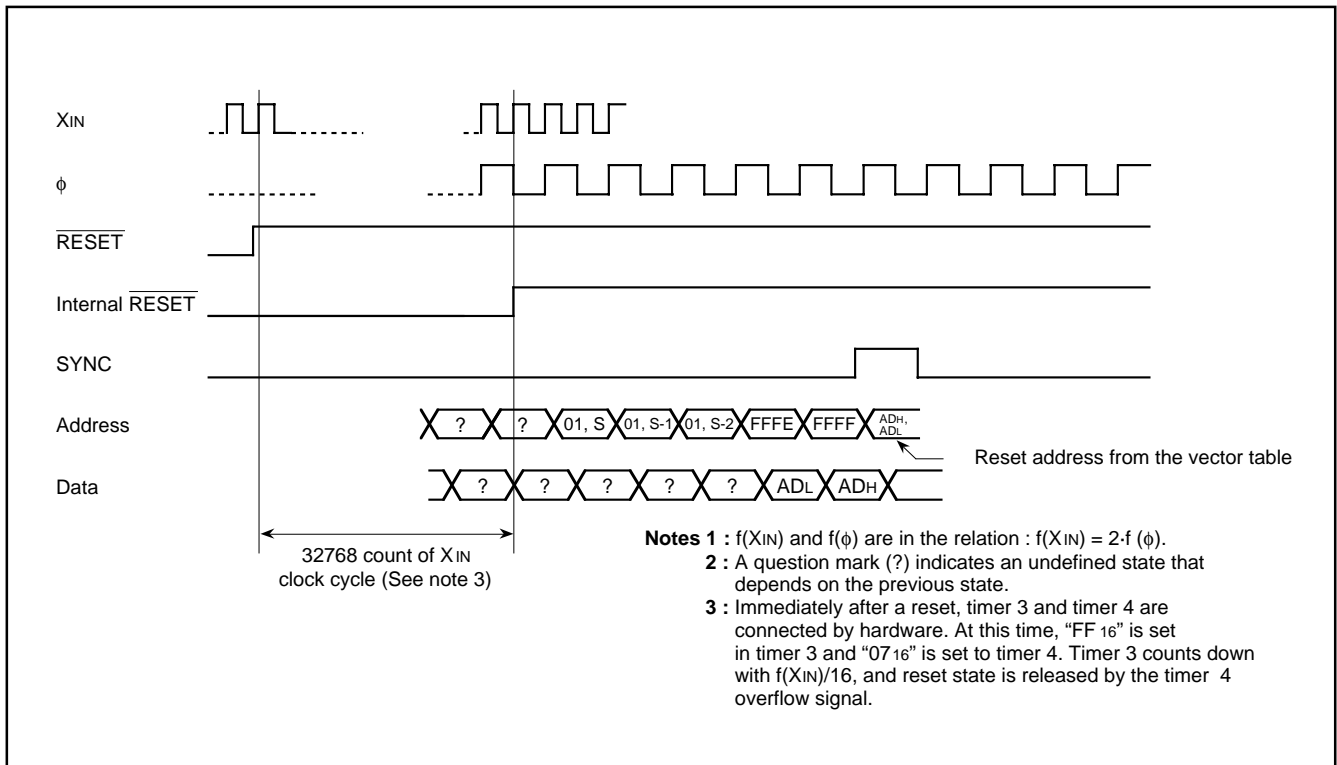 XIN
ϕ
RESET
Internal RESET
SYNC
Address
? ? 01, S 01, S-1 01, S-2 FFFE FFFF ADH,
ADL
Reset address from the vector table
Data
? ? ? ? ? ADL ADH
32768 count of XIN
clock cycle (See note 3)
Notes 1 : f(XIN) and f(ϕ) are in the relation : f(XIN) = 2·f (ϕ).
2 : A question mark (?) indicates an undefined state that
depends on the previous state.
3 : Immediately after a reset, timer 3 and timer 4 are
connected by hardware. At this time, “FF16” is set
in timer 3 and “0716” is set to timer 4. Timer 3 counts down
with f(XIN)/16, and reset state is released by the timer 4
overflow signal.